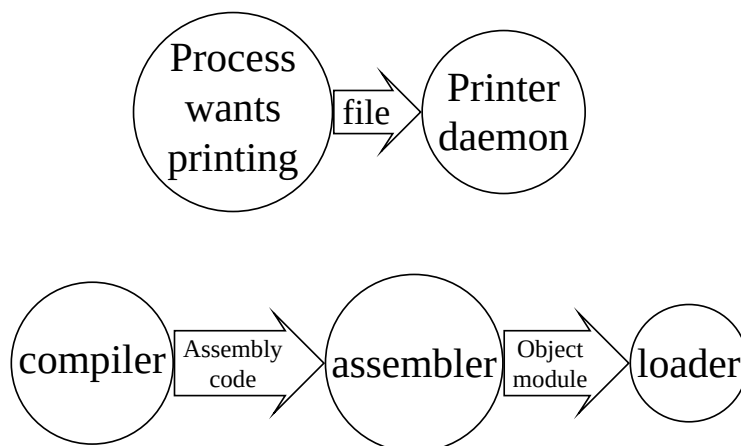 Process
wants
printing
file
Printer
daemon
compiler
Assembly
code
assembler
Object
module
loader